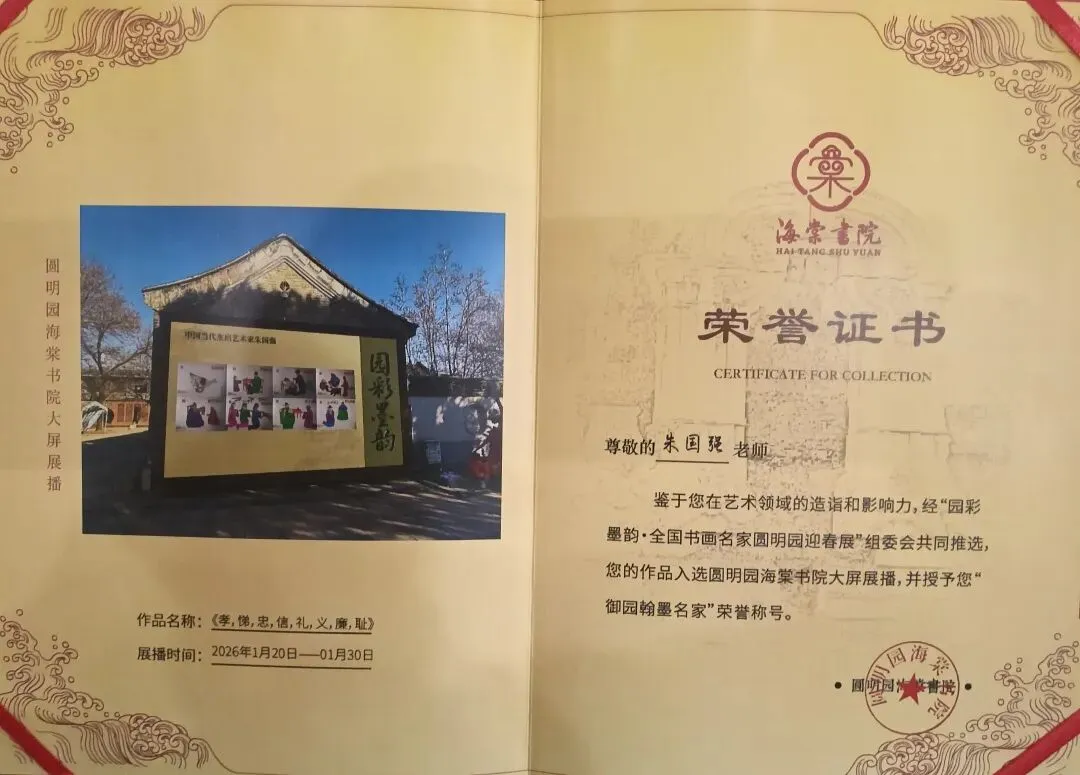 圆明园海棠书院大屏展播
中国当代水墨艺术家朱国强
园彩墨韵
作品名称：《孝，悌，忠，信，礼，义，廉，耻》
展播时间：2026年1月20日——01月30日
海棠書院
HAI TANG SHU YUAN
荣誉证书
CERTIFICATE FOR COLLECTION
尊敬的 朱国强 老师
鉴于您在艺术领域的造诣和影响力，经“园彩
墨韵·全国书画名家圆明园迎春展”组委会共同推选，
您的作品入选圆明园海棠书院大屏展播，并授予您“
御园翰墨名家”荣誉称号。
圓明园海棠書院
圆明园海棠书院